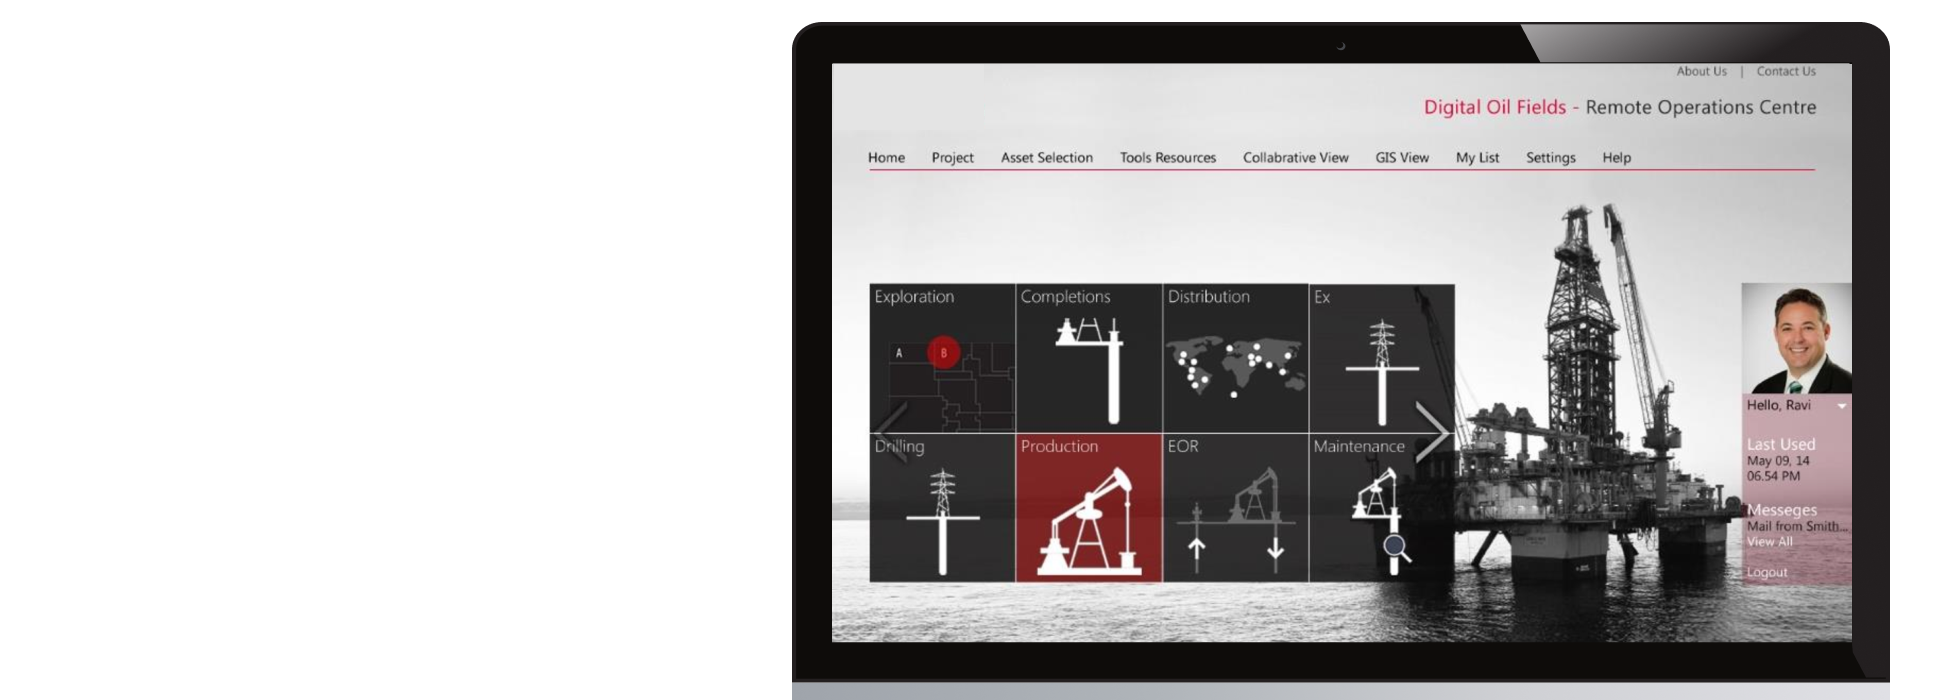 About Us | Contact Us
Digital Oil Fields - Remote Operations Centre
Home Project Asset Selection Tools Resources Collabrative View GIS View My List Settings Help
Exploration Completions Distribution Ex
A B
Drilling Production EOR Maintenance
Hello, Ravi
Last Used
May 09, 14
06.54 PM
Messeges
Mail from Smith...
View All
Logout